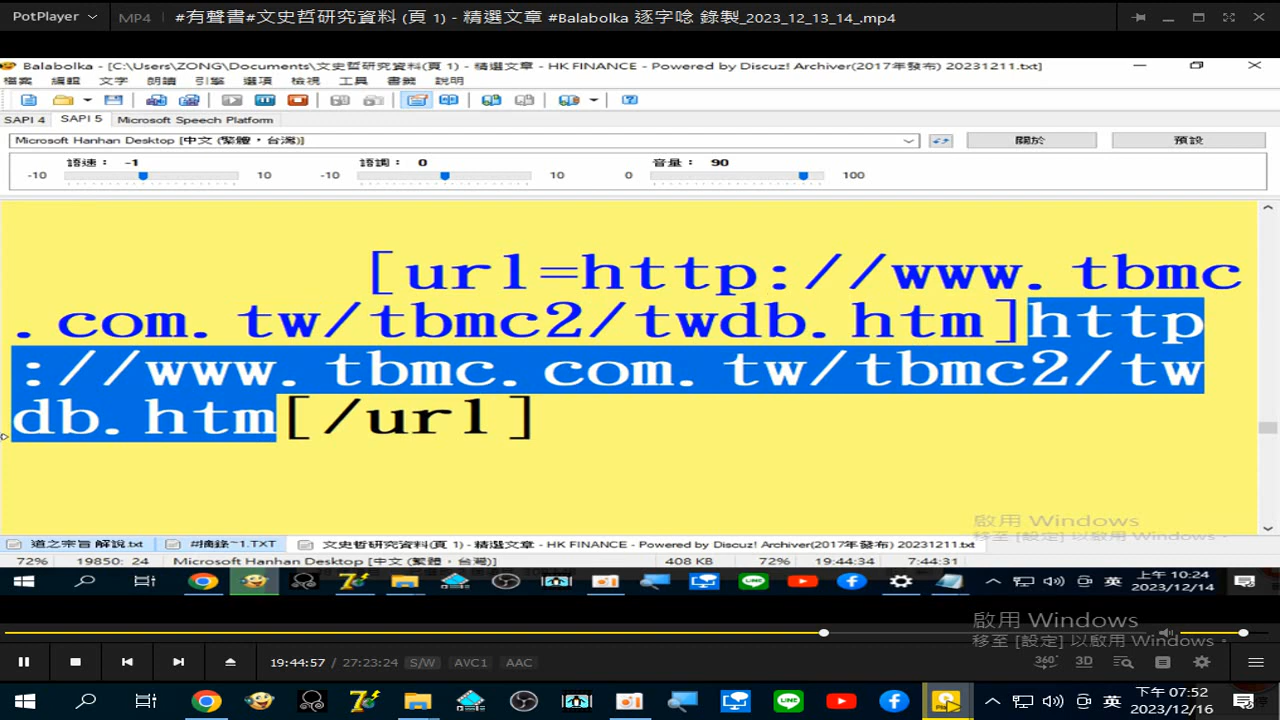 PotPlayer MP4 #有聲書#文史哲研究資料 (頁 1) - 精選文章 #Balabolka 逐字唸 錄製_2023_12_13_14_.mp4
Balabolka - [C:\Users\ZONG\Documents\文史哲研究資料(頁 1) - 精選文章 - HK FINANCE - Powered by Discuz! Archiver(2017年發布) 20231211.txt]
檔案 編輯 文字 朗讀 引擎 選項 檢視 工具 書籤 說明
SAPI 4 SAPI 5 Microsoft Speech Platform
Microsoft Hanhan Desktop [中文 (繁體，台灣)] 關於 預設
語速： -1 語調： 0 音量： 90
-10 10 -10 10 0 100
[url=http://www.tbmc
.com.tw/tbmc2/twdb.htm]http
://www.tbmc.com.tw/tbmc2/tw
db.htm[/url]
啟用 Windows
移至 [設定] 以啟用 Windows。
道之宗旨 解說.txt #摘錄~1.TXT 文史哲研究資料(頁 1) - 精選文章 - HK FINANCE - Powered by Discuz! Archiver(2017年發布) 20231211.txt
72% 19850: 24 Microsoft Hanhan Desktop [中文 (繁體，台灣)] 408 KB 72% 19:44:34 7:44:31
英 上午 10:24
2023/12/14
啟用 Windows
移至 [設定] 以啟用 Windows。
19:44:57 / 27:23:24 S/W AVC1 AAC 360° 3D
英 下午 07:52
2023/12/16